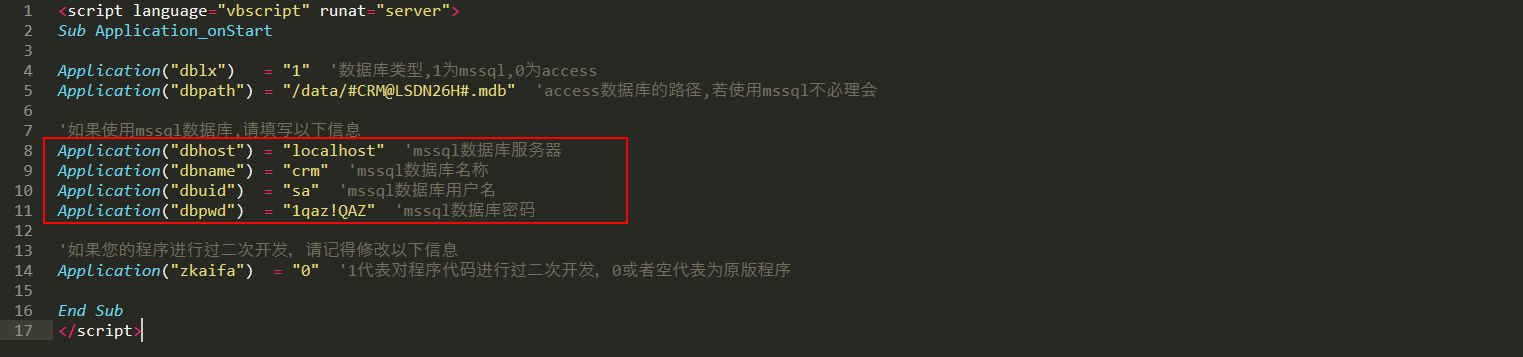 1 <script language="vbscript" runat="server">
2 Sub Application_onStart
3
4 Application("dblx")   = "1"  '数据库类型,1为mssql,0为access
5 Application("dbpath") = "/data/#CRM@LSDN26H#.mdb"  'access数据库的路径,若使用mssql不必理会
6
7 '如果使用mssql数据库,请填写以下信息
8 Application("dbhost") = "localhost"  'mssql数据库服务器
9 Application("dbname") = "crm"  'mssql数据库名称
10 Application("dbuid")  = "sa"  'mssql数据库用户名
11 Application("dbpwd")  = "1qaz!QAZ"  'mssql数据库密码
12
13 '如果您的程序进行过二次开发，请记得修改以下信息
14 Application("zkaifa")  = "0"  '1代表对程序代码进行过二次开发，0或者空代表为原版程序
15
16 End Sub
17 </script>